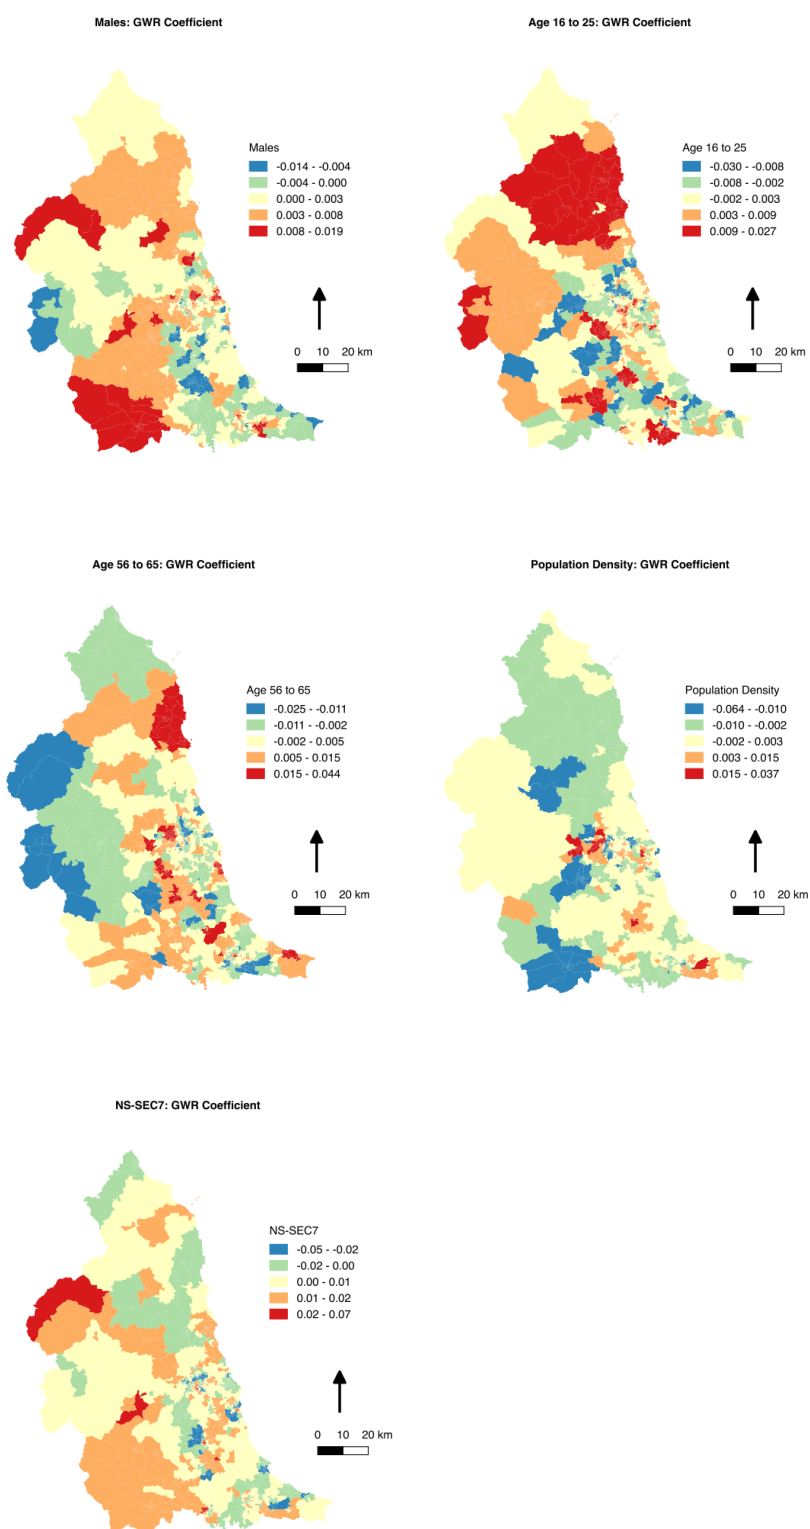 Males: GWR Coefficient
Males
-0.014 - -0.004
-0.004 - 0.000
0.000 - 0.003
0.003 - 0.008
0.008 - 0.019
0 10 20 km
Age 16 to 25: GWR Coefficient
Age 16 to 25
-0.030 - -0.008
-0.008 - -0.002
-0.002 - 0.003
0.003 - 0.009
0.009 - 0.027
0 10 20 km
Age 56 to 65: GWR Coefficient
Age 56 to 65
-0.025 - -0.011
-0.011 - -0.002
-0.002 - 0.005
0.005 - 0.015
0.015 - 0.044
0 10 20 km
Population Density: GWR Coefficient
Population Density
-0.064 - -0.010
-0.010 - -0.002
-0.002 - 0.003
0.003 - 0.015
0.015 - 0.037
0 10 20 km
NS-SEC7: GWR Coefficient
NS-SEC7
-0.05 - -0.02
-0.02 - 0.00
0.00 - 0.01
0.01 - 0.02
0.02 - 0.07
0 10 20 km